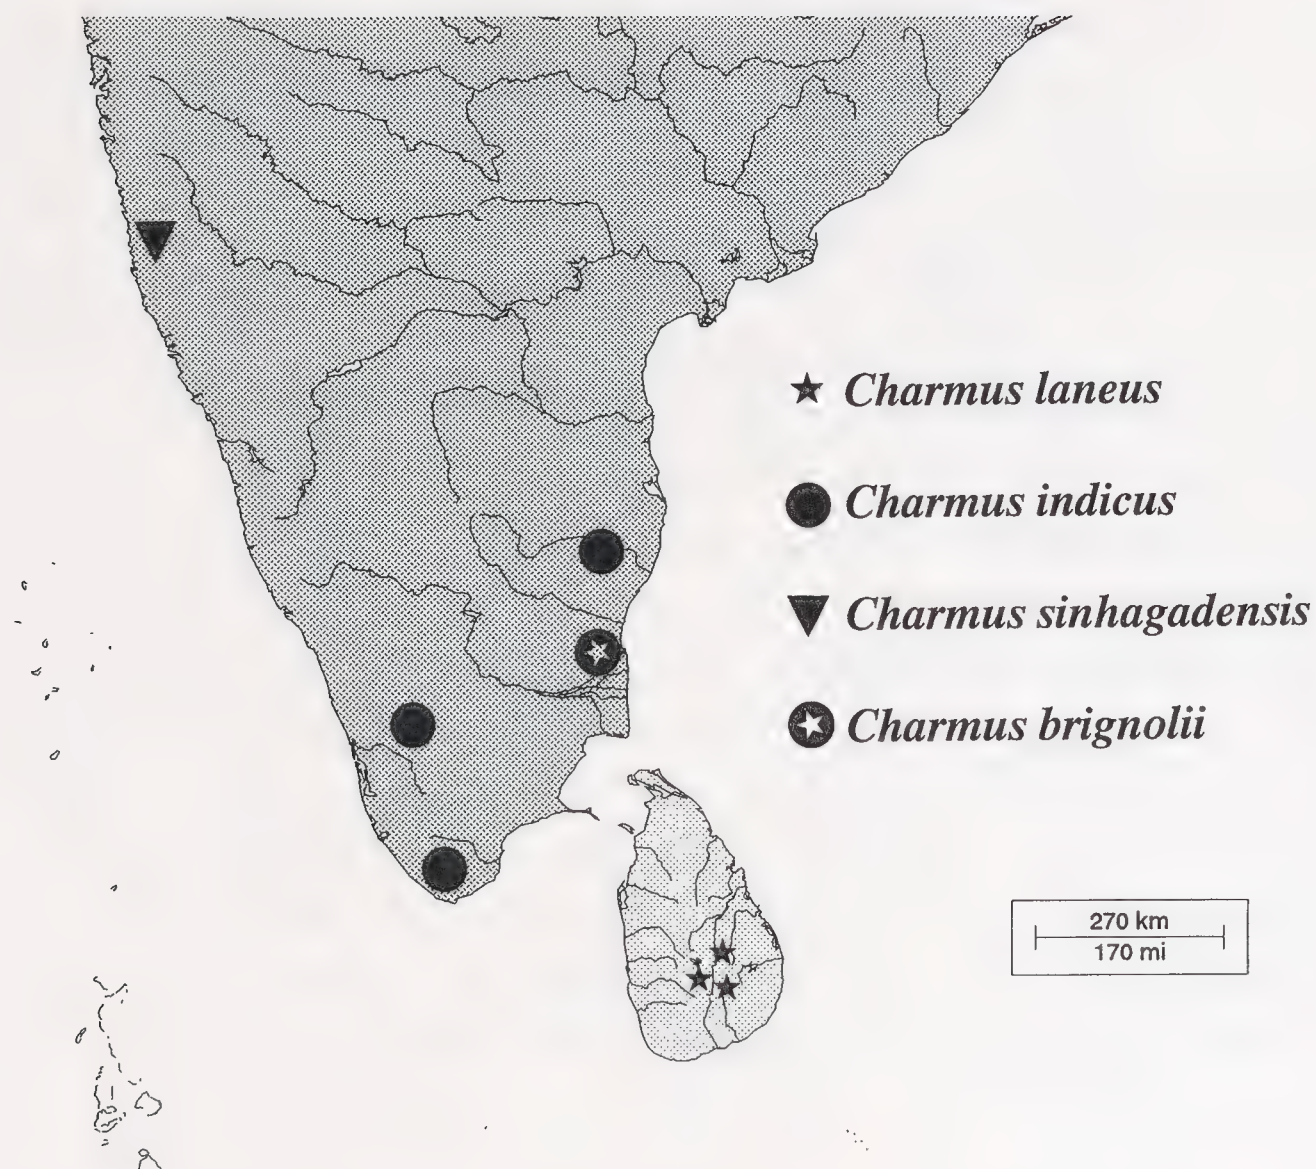 Charmus laneus
Charmus indicus
Charmus sinhagadensis
Charmus brignolii
270 km
170 mi